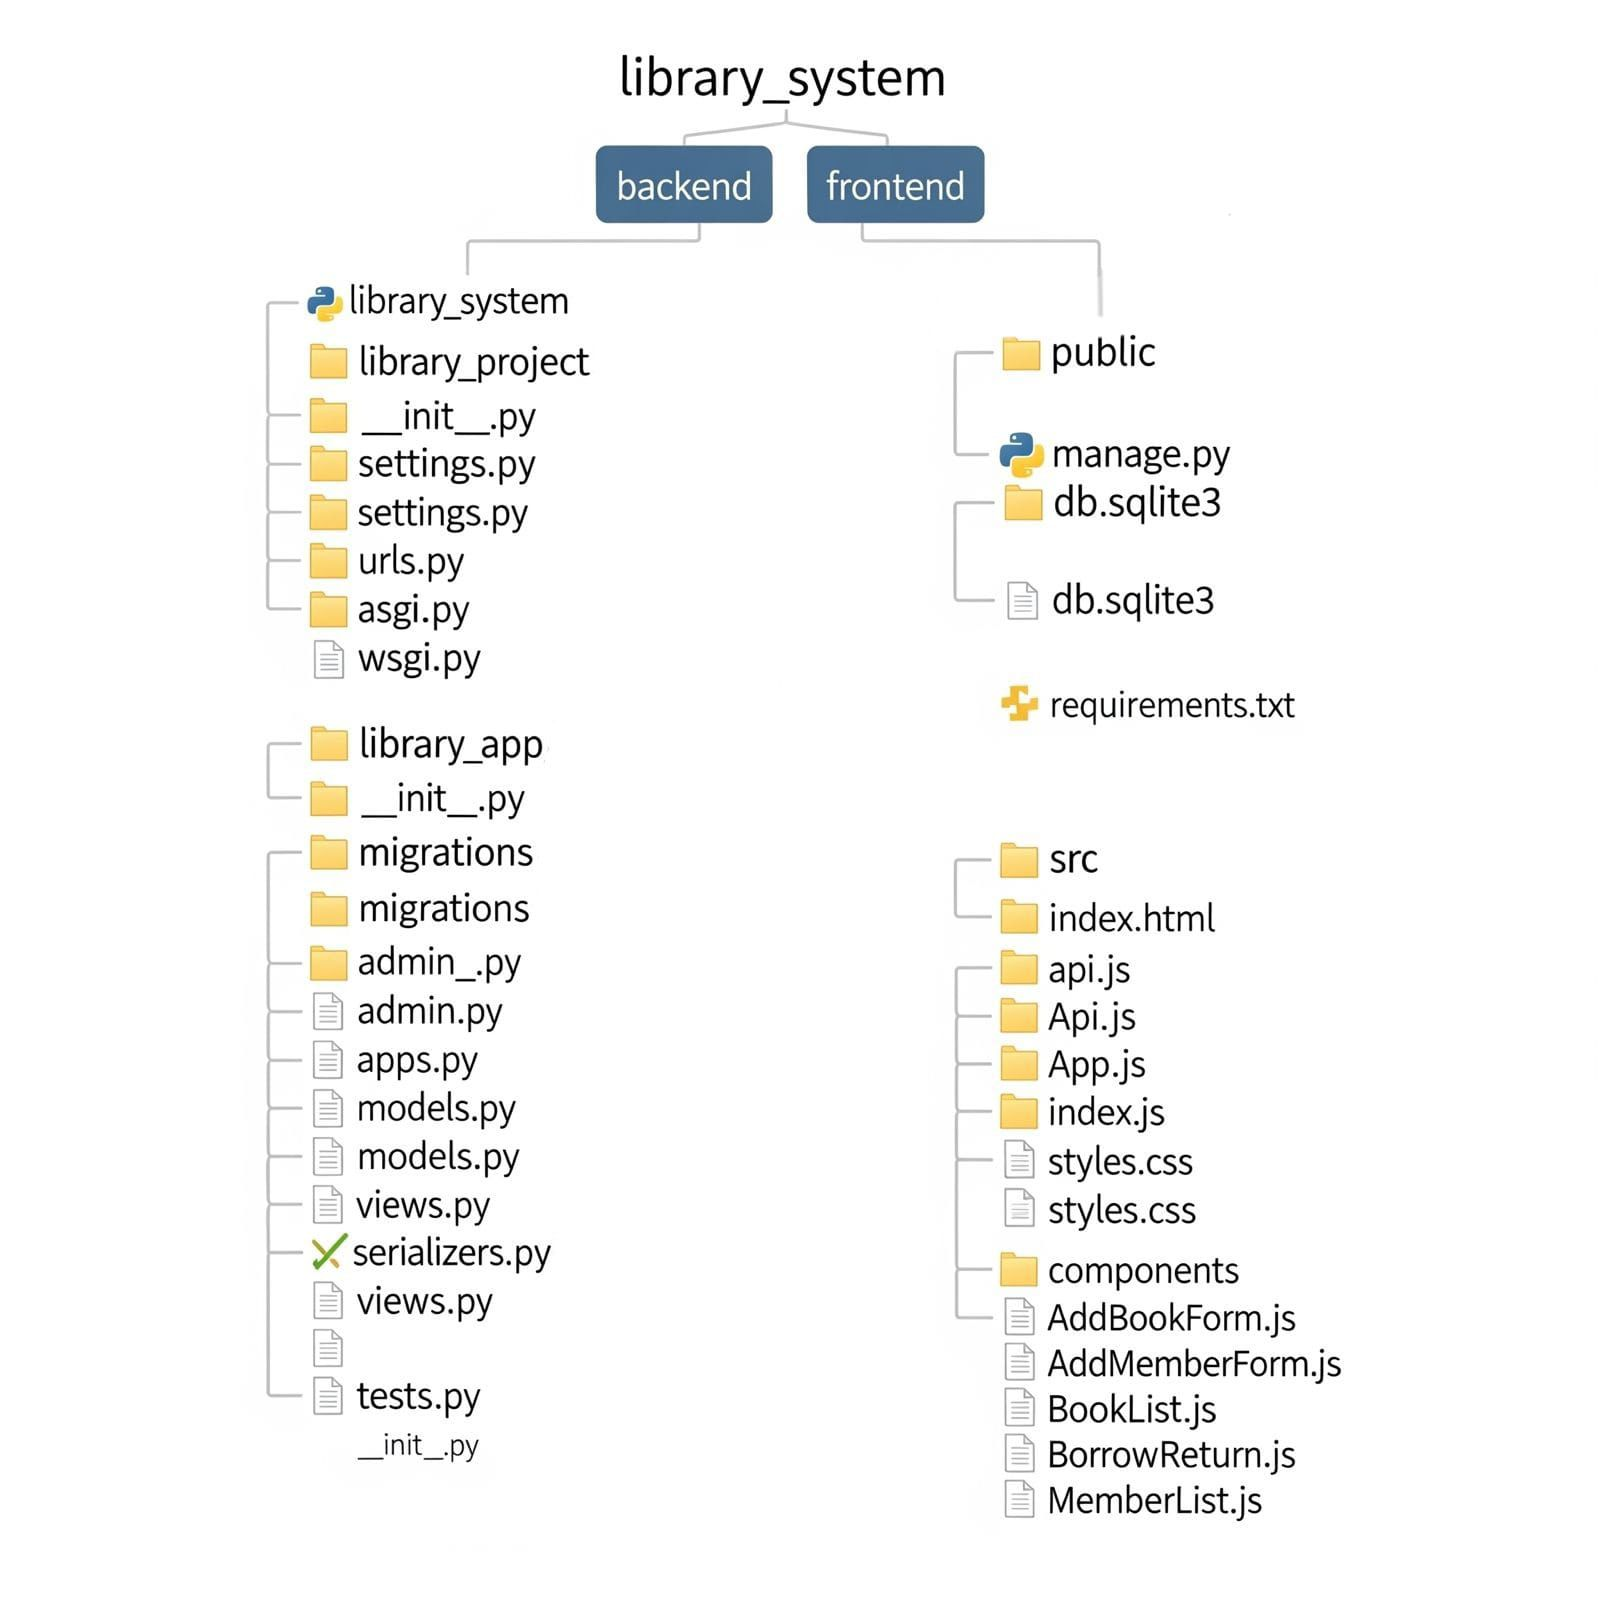 library_system
backend
frontend
library_system
library_project
__init__.py
settings.py
settings.py
urls.py
asgi.py
wsgi.py
library_app
__init__.py
migrations
migrations
admin_.py
admin.py
apps.py
models.py
models.py
views.py
serializers.py
views.py
tests.py
__init_.py
public
manage.py
db.sqlite3
db.sqlite3
requirements.txt
src
index.html
api.js
Api.js
App.js
index.js
styles.css
styles.css
components
AddBookForm.js
AddMemberForm.js
BookList.js
BorrowReturn.js
MemberList.js